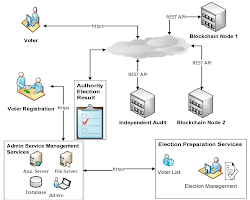 Voter
https
REST API
Blockchain Node 1
REST API
REST API
Voter Registration
https
Authority
Election
Result
Independent Audit
Blockchain Node 2
Admin Service Management
Services
App. Server
File Server
Database
Admin
https
Election Preparation Services
Voter List
Election Management